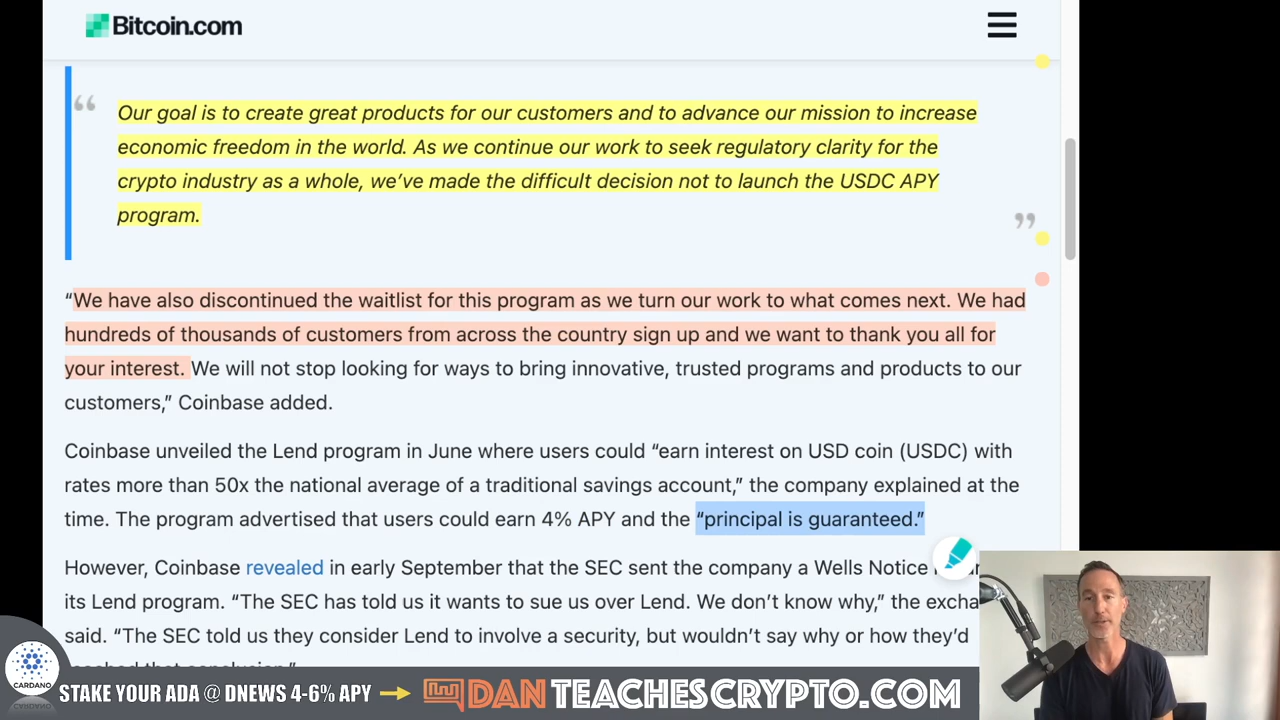 Bitcoin.com
“
Our goal is to create great products for our customers and to advance our mission to increase
economic freedom in the world. As we continue our work to seek regulatory clarity for the
crypto industry as a whole, we’ve made the difficult decision not to launch the USDC APY
program.
”
“We have also discontinued the waitlist for this program as we turn our work to what comes next. We had
hundreds of thousands of customers from across the country sign up and we want to thank you all for
your interest. We will not stop looking for ways to bring innovative, trusted programs and products to our
customers,” Coinbase added.
Coinbase unveiled the Lend program in June where users could “earn interest on USD coin (USDC) with
rates more than 50x the national average of a traditional savings account,” the company explained at the
time. The program advertised that users could earn 4% APY and the “principal is guaranteed.”
However, Coinbase revealed in early September that the SEC sent the company a Wells Notice
its Lend program. “The SEC has told us it wants to sue us over Lend. We don’t know why,” the excha
said. “The SEC told us they consider Lend to involve a security, but wouldn’t say why or how they’d
CARDANO
STAKE YOUR ADA @ DNEWS 4-6% APY
DAN TEACHESCRYPTO.COM